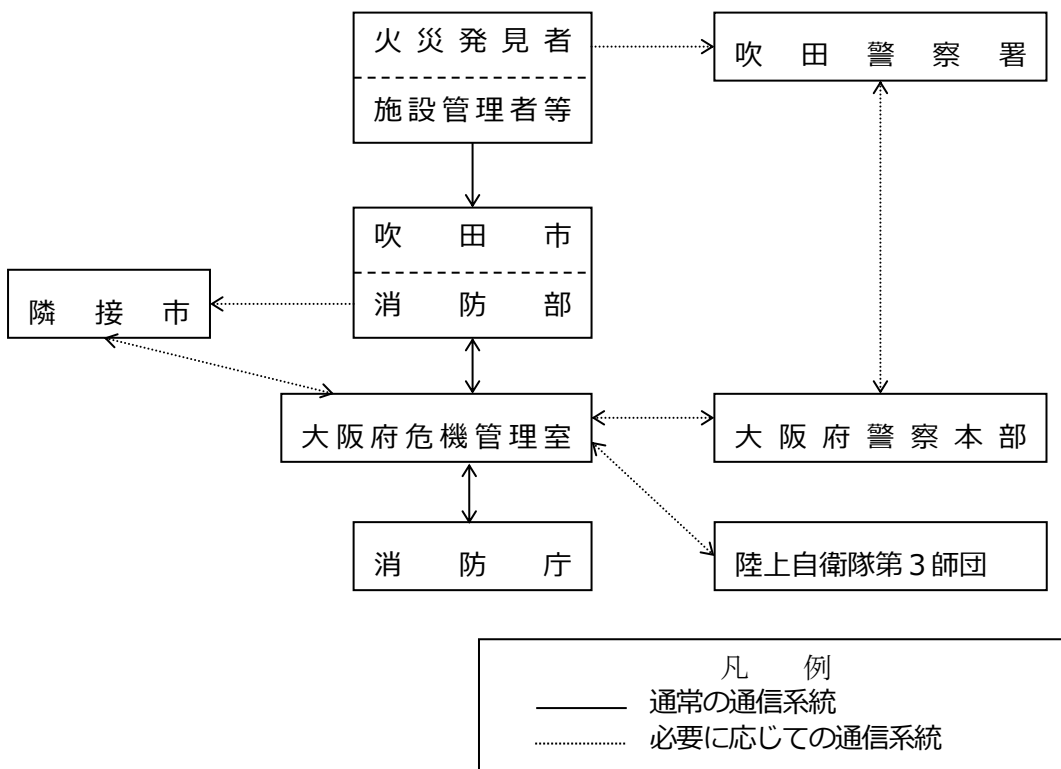 火災発見者
吹田警察署
施設管理者等
吹田市
消防部
隣接市
大阪府危機管理室
大阪府警察本部
消防庁
陸上自衛隊第3師団
凡例
通常の通信系統
必要に応じての通信系統